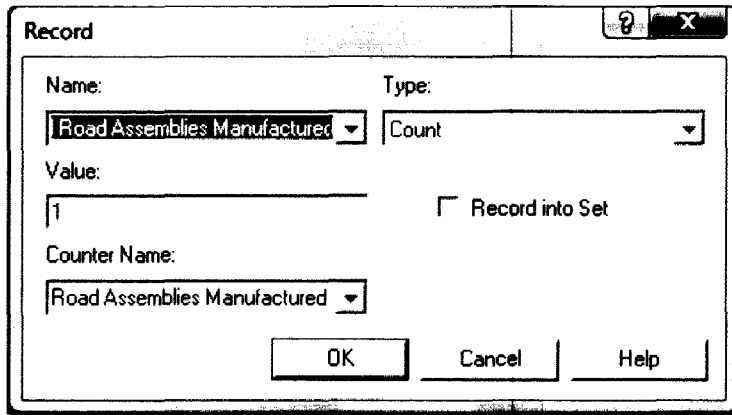 Record
?
X
Name:
Type:
Road Assemblies Manufactured
Count
Value:
1
Record into Set
Counter Name:
Road Assemblies Manufactured
OK
Cancel
Help